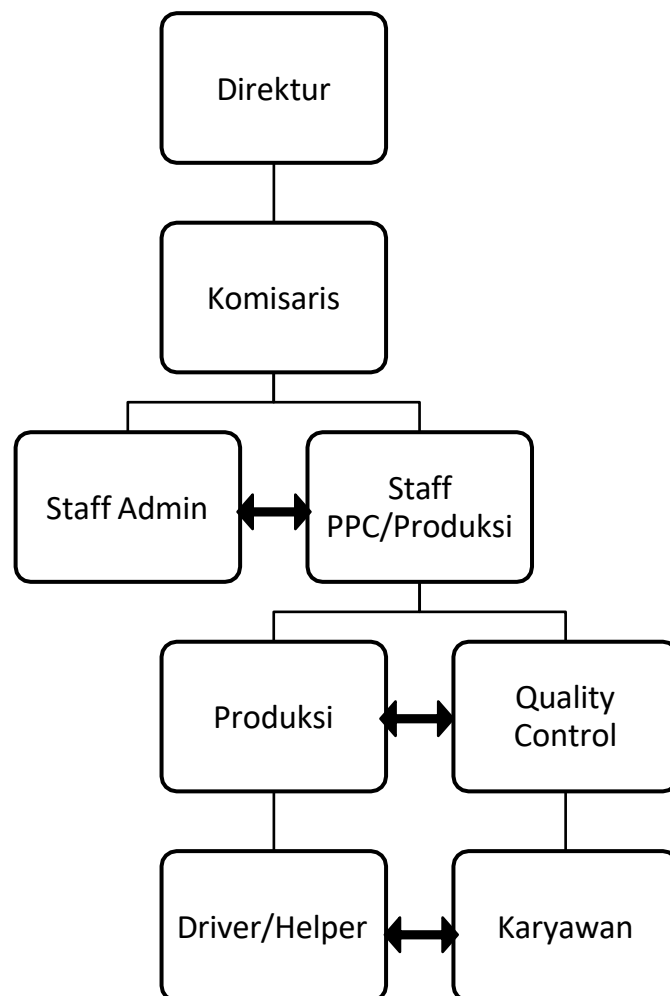 Direktur
Komisaris
Staff Admin
Staff
PPC/Produksi
Produksi
Quality
Control
Driver/Helper
Karyawan